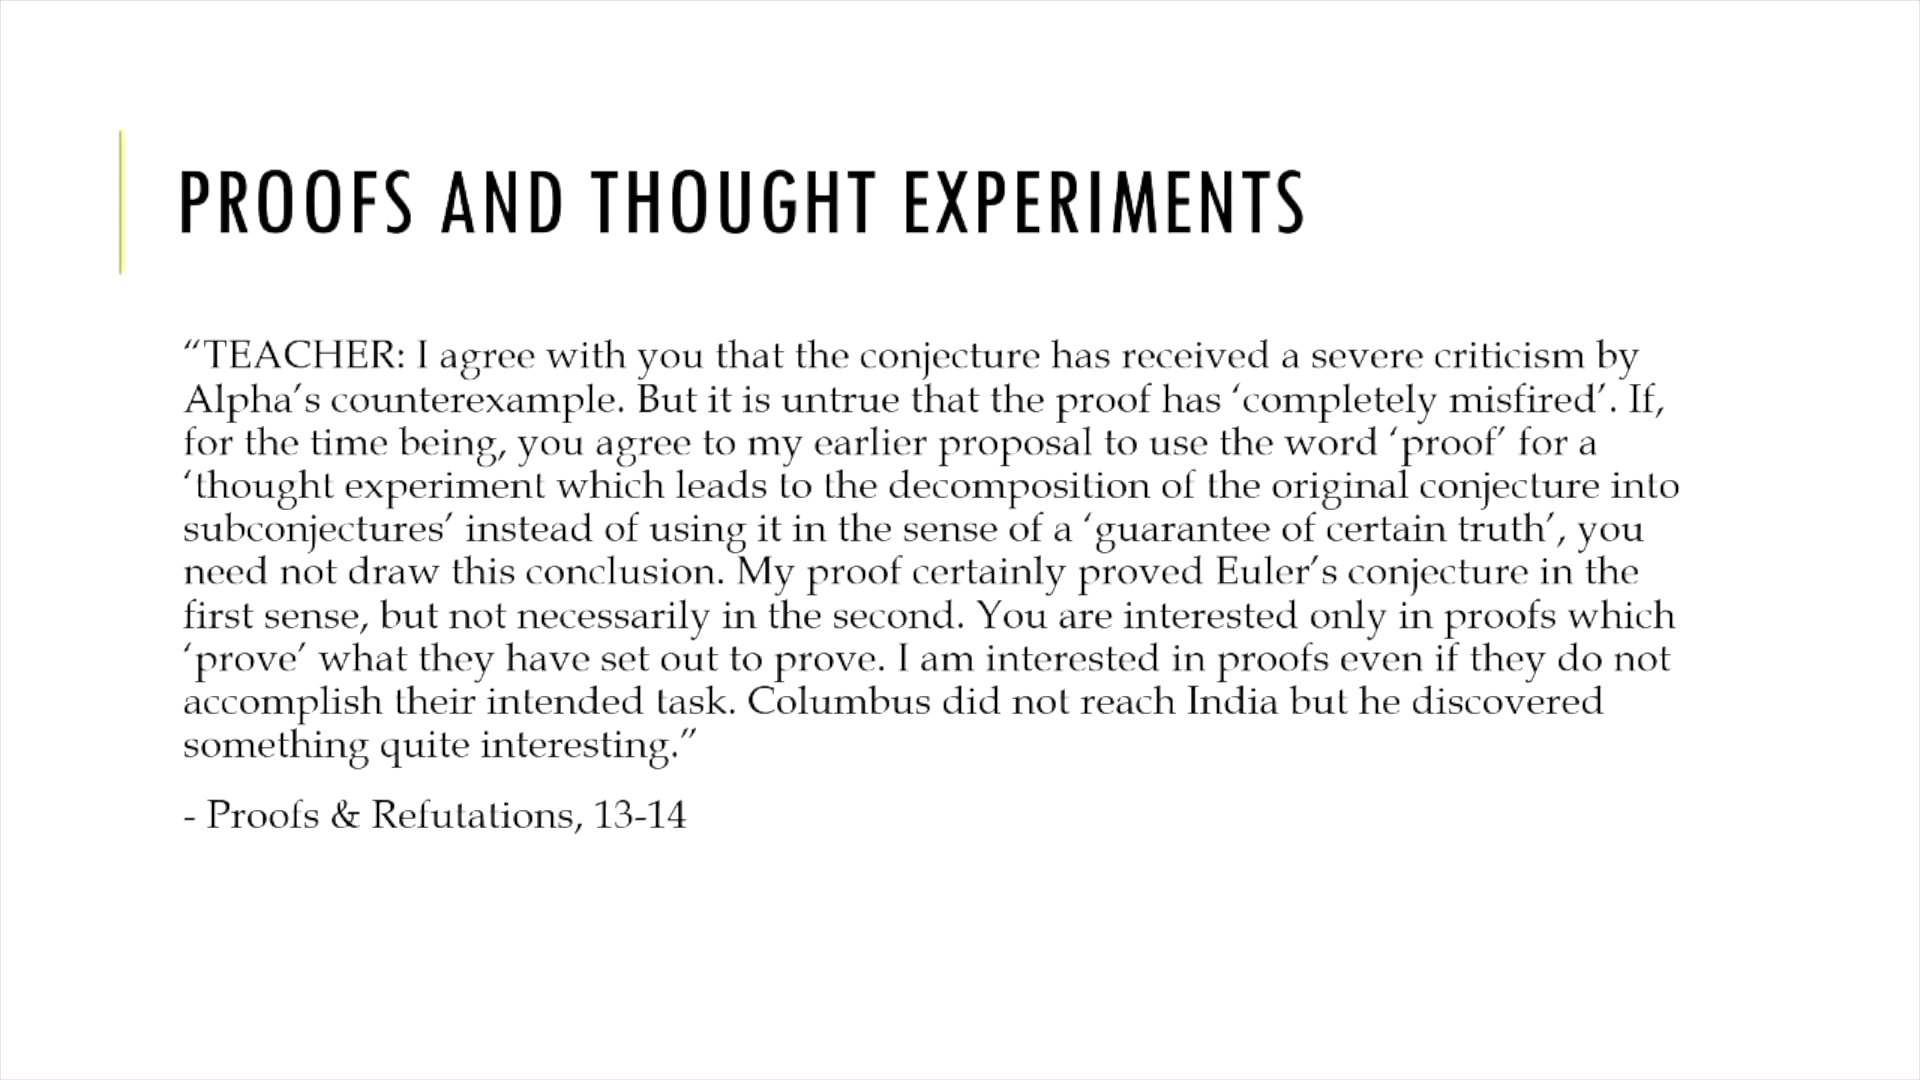 PROOFS AND THOUGHT EXPERIMENTS
“TEACHER: I agree with you that the conjecture has received a severe criticism by
Alpha’s counterexample. But it is untrue that the proof has ‘completely misfired’. If,
for the time being, you agree to my earlier proposal to use the word ‘proof’ for a
‘thought experiment which leads to the decomposition of the original conjecture into
subconjectures’ instead of using it in the sense of a ‘guarantee of certain truth’, you
need not draw this conclusion. My proof certainly proved Euler’s conjecture in the
first sense, but not necessarily in the second. You are interested only in proofs which
‘prove’ what they have set out to prove. I am interested in proofs even if they do not
accomplish their intended task. Columbus did not reach India but he discovered
something quite interesting.”
- Proofs & Refutations, 13-14